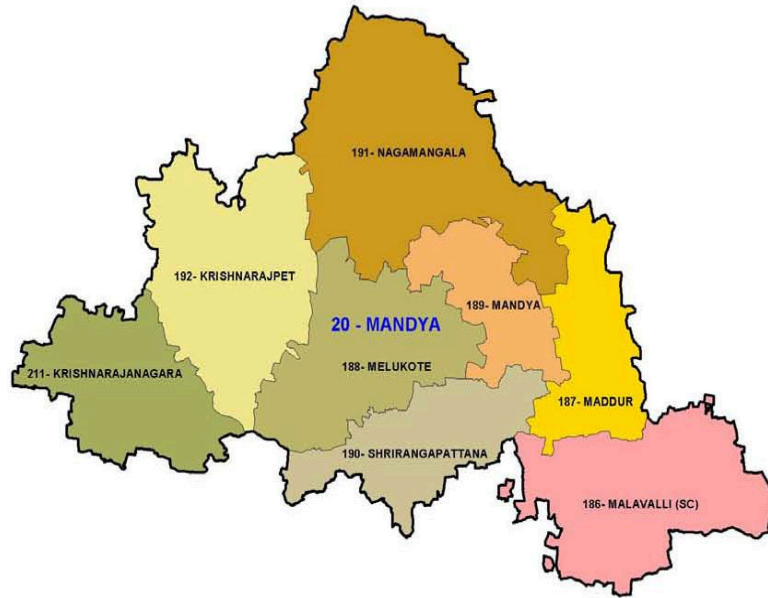 191- NAGAMANGALA
192- KRISHNARAJPET
189- MANDYA
20 - MANDYA
188- MELUKOTE
211- KRISHNARAJANAGARA
187- MADDUR
190- SHRIRANGAPATTANA
186- MALAVALLI (SC)